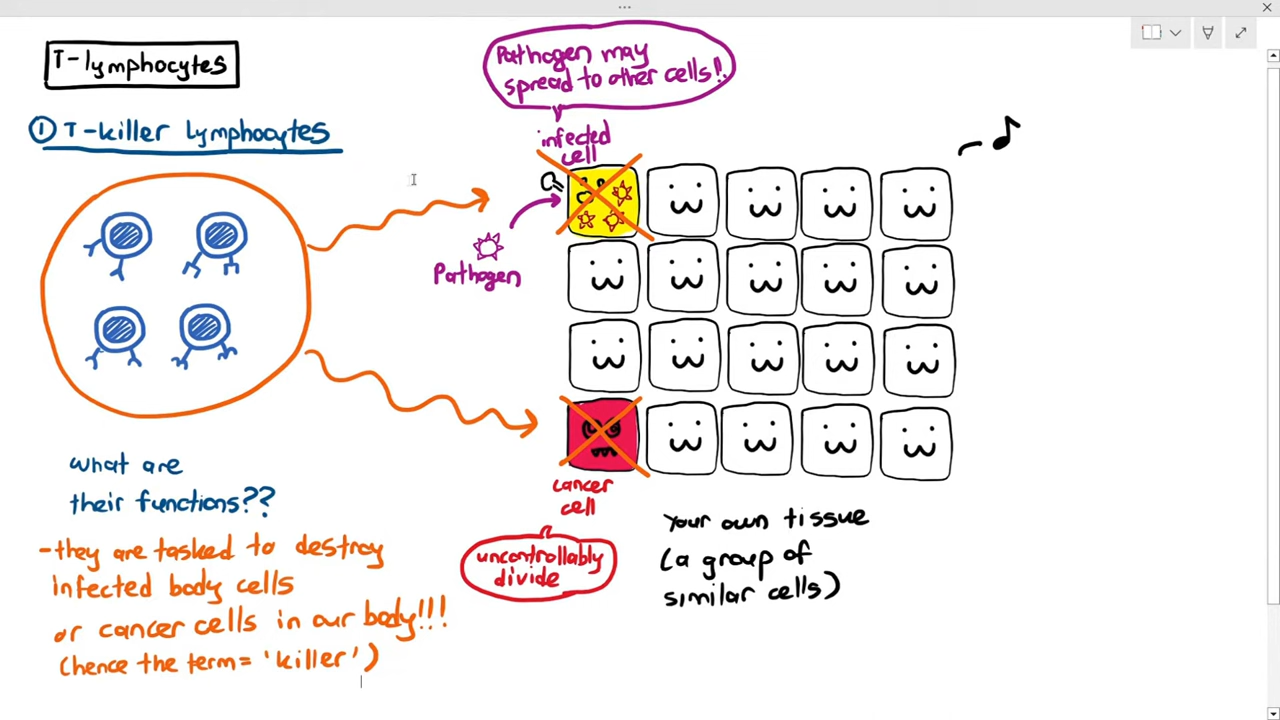 T-lymphocytes
① T-killer lymphocytes
Pathogen may
spread to other cells!!
infected
cell
Pathogen
cancer
cell
uncontrollably
divide
what are
their functions??
-they are tasked to destroy
infected body cells
or cancer cells in our body!!!
(hence the term= 'killer')
Your own tissue
(a group of
similar cells)